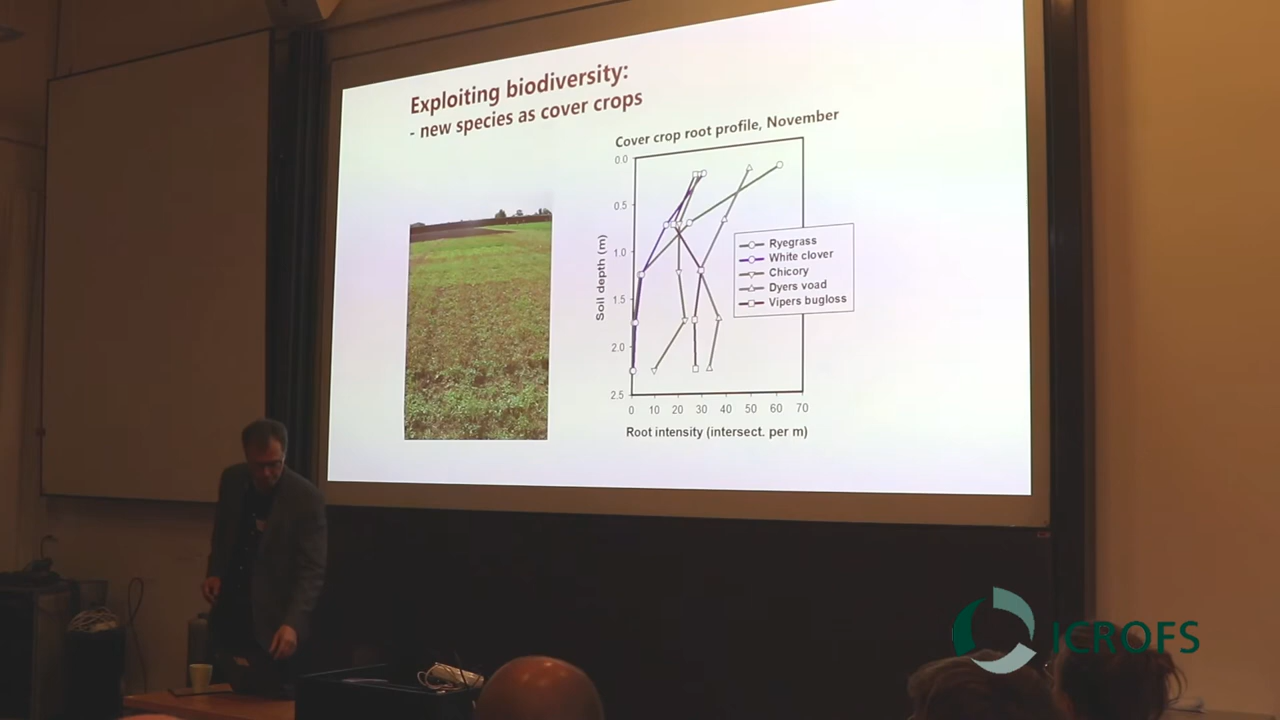 Exploiting biodiversity:
- new species as cover crops
Cover crop root profile, November
0.0
0.5
1.0
1.5
2.0
2.5
Soil depth (m)
0 10 20 30 40 50 60 70
Root intensity (intersect. per m)
Ryegrass
White clover
Chicory
Dyers voad
Vipers bugloss
ICROFS